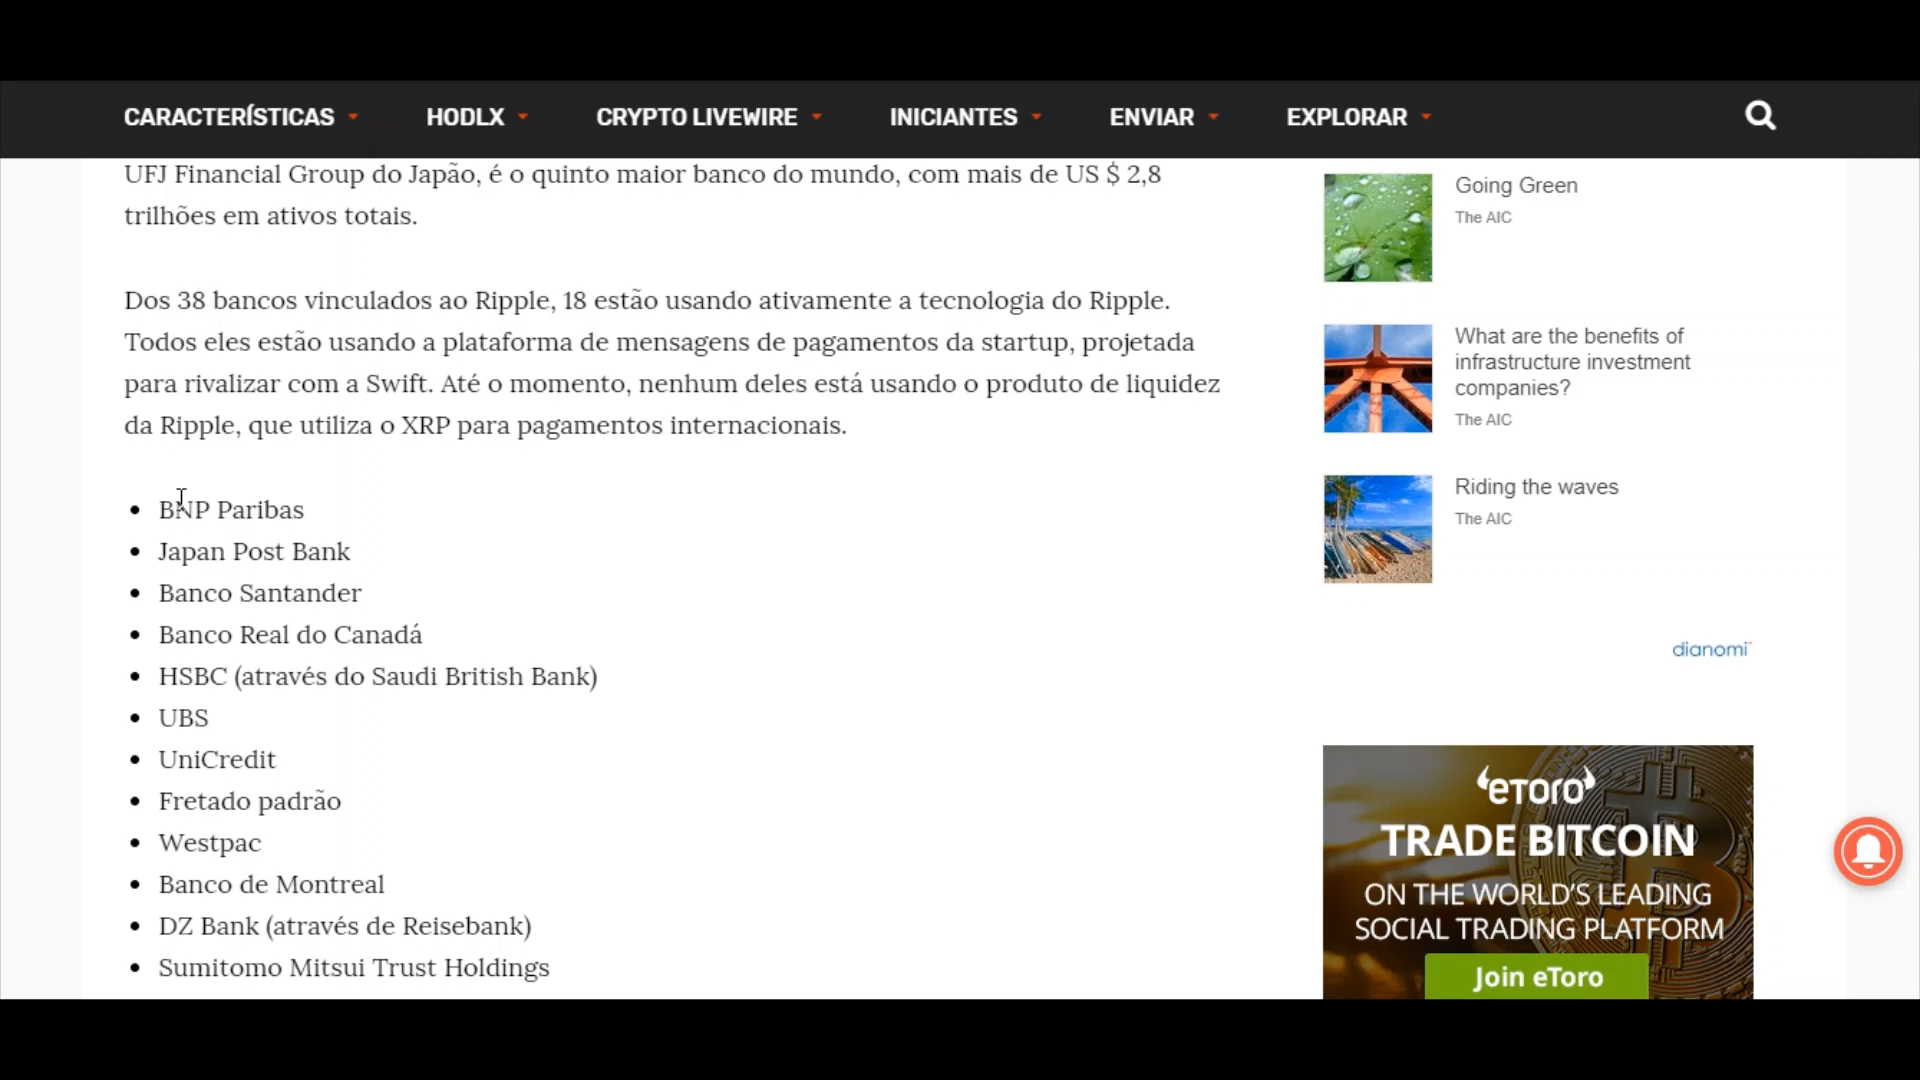 CARACTERÍSTICAS HODLX CRYPTO LIVEWIRE INICIANTES ENVIAR EXPLORAR
UFJ Financial Group do Japão, é o quinto maior banco do mundo, com mais de US $ 2,8
trilhões em ativos totais.
Dos 38 bancos vinculados ao Ripple, 18 estão usando ativamente a tecnologia do Ripple.
Todos eles estão usando a plataforma de mensagens de pagamentos da startup, projetada
para rivalizar com a Swift. Até o momento, nenhum deles está usando o produto de liquidez
da Ripple, que utiliza o XRP para pagamentos internacionais.
BNP Paribas
Japan Post Bank
Banco Santander
Banco Real do Canadá
HSBC (através do Saudi British Bank)
UBS
UniCredit
Fretado padrão
Westpac
Banco de Montreal
DZ Bank (através de Reisebank)
Sumitomo Mitsui Trust Holdings
Going Green
The AIC
What are the benefits of
infrastructure investment
companies?
The AIC
Riding the waves
The AIC
dianomi
eToro
TRADE BITCOIN
ON THE WORLD'S LEADING
SOCIAL TRADING PLATFORM
Join eToro